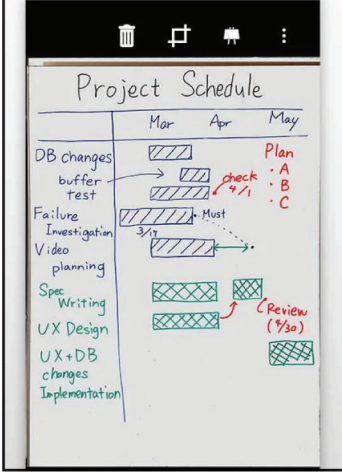 Project Schedule
Mar Apr May
DB changes
buffer
test
check
4/1
Plan
· A
· B
· C
Failure
Investigation
3/19
Must
Video
planning
Spec
Writing
Review
(4/30)
UX Design
UX+DB
changes
Implementation